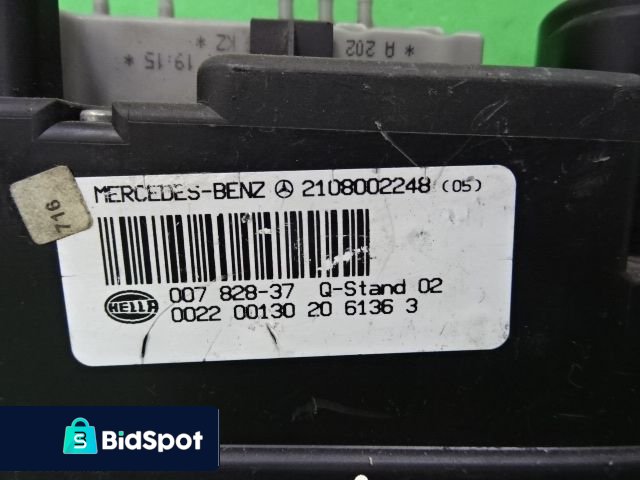 * A 202
19:15 * KZ *
716
MERCEDES-BENZ 2108002248 (05)
007 828-37 Q-Stand 02
HELLA 0022 00130 20 6136 3
S BidSpot